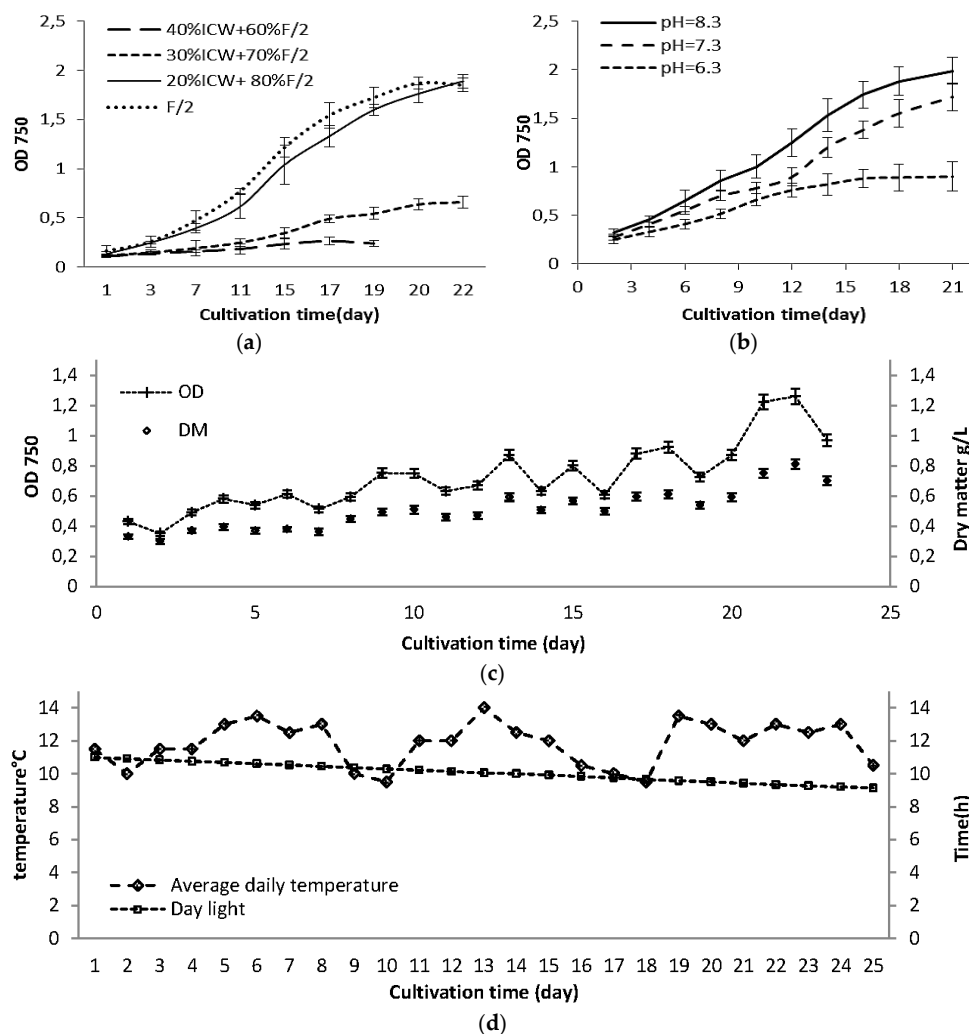 2,5
2
1,5
1
0,5
0
OD 750
40%ICW+60%F/2
30%ICW+70%F/2
20%ICW+ 80%F/2
F/2
1 3 7 11 15 17 19 20 22
Cultivation time(day)
(a)
2,5
2
1,5
1
0,5
0
OD 750
pH=8.3
pH=7.3
pH=6.3
0 3 6 9 10 12 14 16 18 21
Cultivation time(day)
(b)
1,4
1,2
1
0,8
0,6
0,4
0,2
0
OD 750
OD
DM
1,4
1,2
1
0,8
0,6
0,4
0,2
0
Dry matter g/L
0 5 10 15 20 25
Cultivation time (day)
(c)
14
12
10
8
6
4
2
0
temperature°C
Average daily temperature
Day light
14
12
10
8
6
4
2
0
Time(h)
1 2 3 4 5 6 7 8 9 10 11 12 13 14 15 16 17 18 19 20 21 22 23 24 25
Cultivation time (day)
(d)